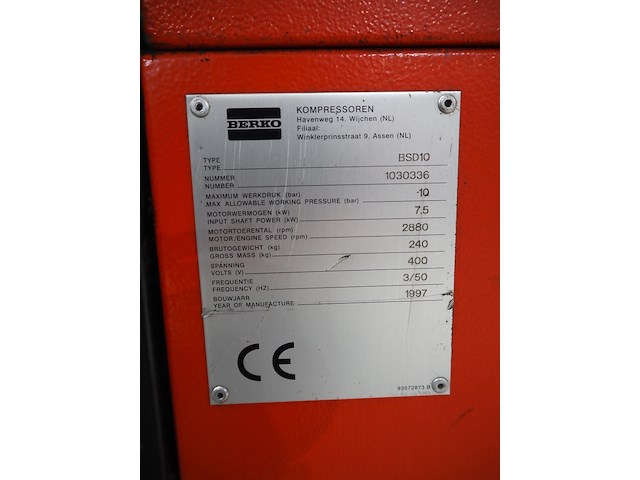 BERKO
KOMPRESSOREN
Havenweg 14, Wijchen (NL)
Filiaal:
Winklerprinsstraat 9, Assen (NL)
TYPE
TYPE BSD10
NUMMER
NUMBER 1030336
MAXIMUM WERKDRUK (bar)
MAX ALLOWABLE WORKING PRESSURE (bar) 10
MOTORVERMOGEN (kW)
INPUT SHAFT POWER (kW) 7.5
MOTORTOERENTAL (rpm)
MOTOR/ENGINE SPEED (rpm) 2880
BRUTOGEWICHT (kg)
GROSS MASS (kg) 240
SPANNING
VOLTS (V) 400
FREQUENTIE
FREQUENCY (HZ) 3/50
BOUWJAAR
YEAR OF MANUFACTURE 1997
CE
93572873 B